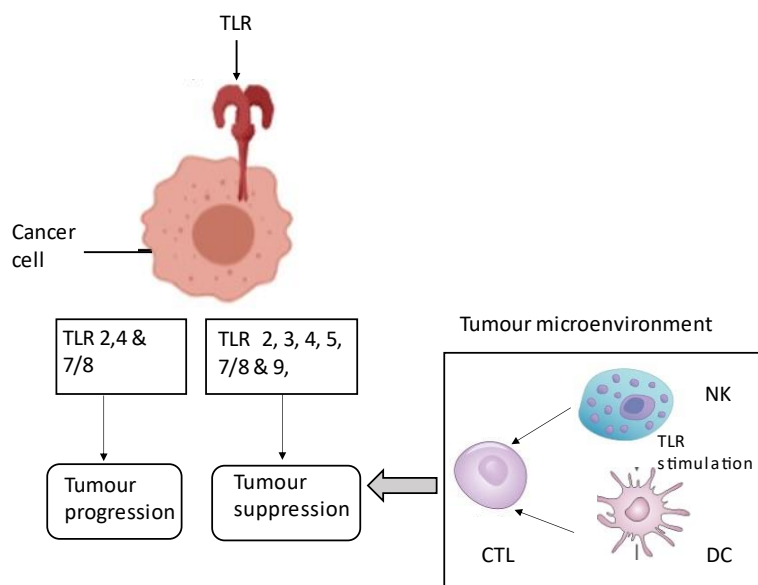 TLR
Cancer
cell
TLR 2,4 &
7/8
TLR 2, 3, 4, 5,
7/8 & 9,
Tumour
progression
Tumour
suppression
Tumour microenvironment
NK
TLR
stimulation
CTL
DC